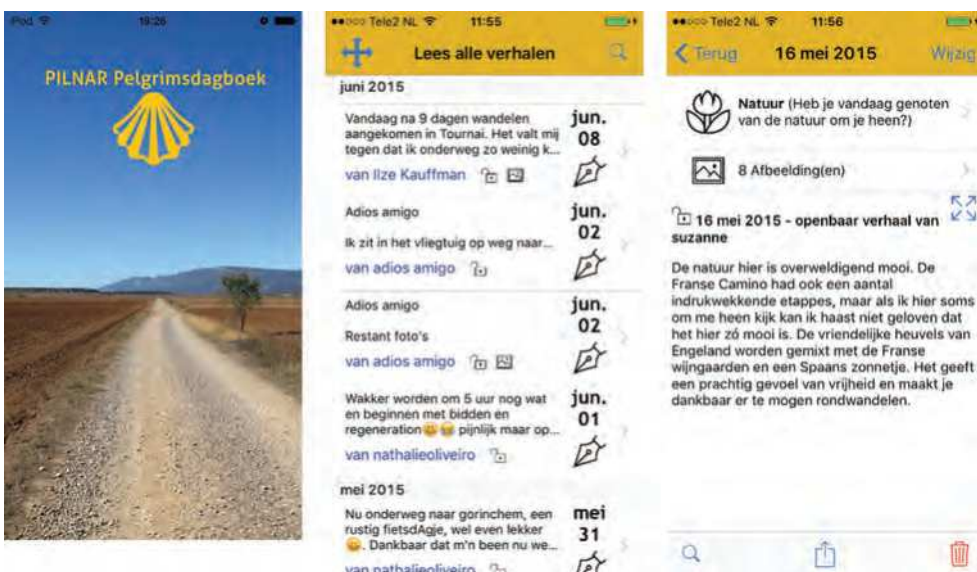 iPod 19:26
PILNAR Pelgrimsdagboek
Tele2 NL 11:55
Lees alle verhalen
juni 2015
Vandaag na 9 dagen wandelen
aangekomen in Tournai. Het valt mij
tegen dat ik onderweg zo weinig k...
van Ilze Kauffman
jun.
08
Adios amigo
Ik zit in het vliegtuig op weg naar...
van adios amigo
jun.
02
Adios amigo
Restant foto's
van adios amigo
jun.
02
Wakker worden om 5 uur nog wat
en beginnen met bidden en
regeneration😄😄 pijnlijk maar op...
van nathalieoliveiro
jun.
01
mei 2015
Nu onderweg naar gorinchem, een
rustig fietsdAgje, wel even lekker
😄. Dankbaar dat m'n been nu we...
van nathalieoliveiro
mei
31
Tele2 NL 11:56
Terug 16 mei 2015 Wijzig
Natuur (Heb je vandaag genoten
van de natuur om je heen?)
8 Afbeelding(en)
16 mei 2015 - openbaar verhaal van
suzanne
De natuur hier is overweldigend mooi. De
Franse Camino had ook een aantal
indrukwekkende etappes, maar als ik hier soms
om me heen kijk kan ik haast niet geloven dat
het hier zó mooi is. De vriendelijke heuvels van
Engeland worden gemixt met de Franse
wijngaarden en een Spaans zonnetje. Het geeft
een prachtig gevoel van vrijheid en maakt je
dankbaar er te mogen rondwandelen.